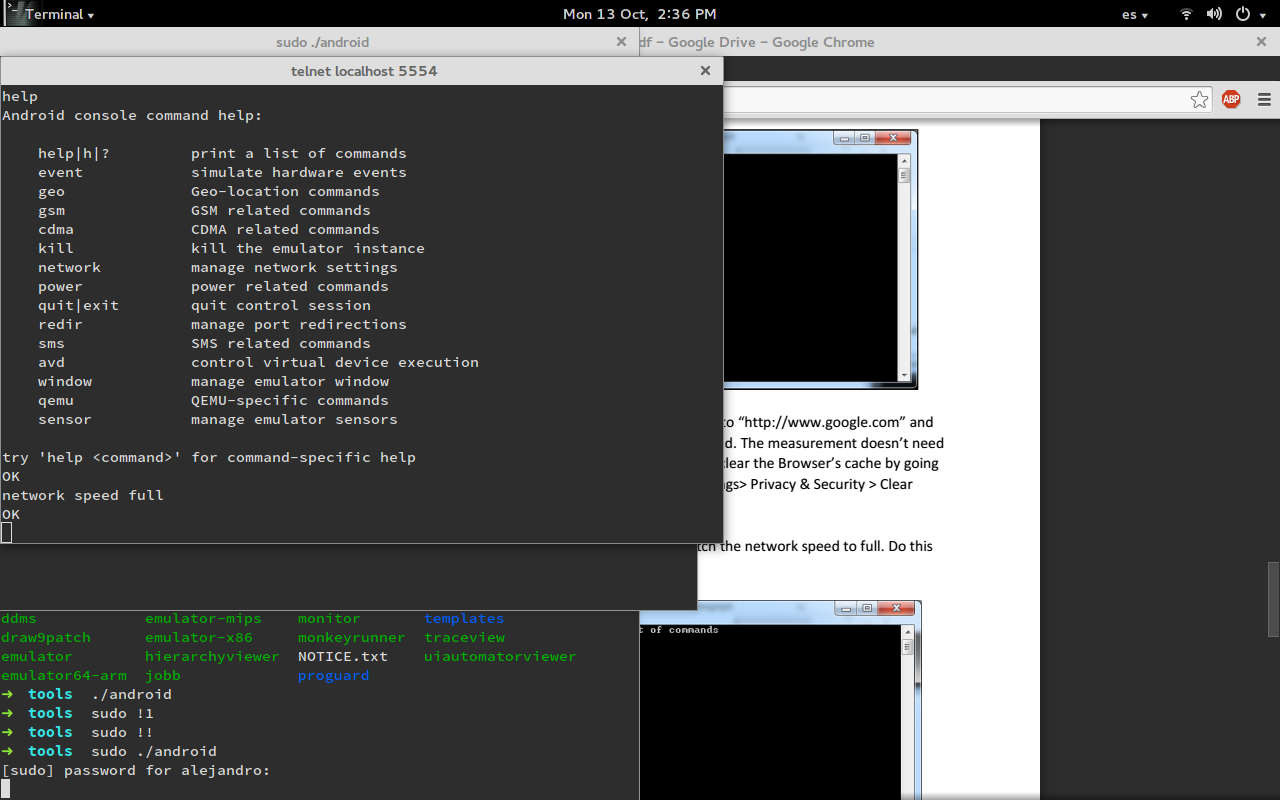 Terminal
Mon 13 Oct, 2:36 PM
es
sudo ./android
df - Google Drive - Google Chrome
telnet localhost 5554
ABP
help
Android console command help:
help|h|? print a list of commands
event simulate hardware events
geo Geo-location commands
gsm GSM related commands
cdma CDMA related commands
kill kill the emulator instance
network manage network settings
power power related commands
quit|exit quit control session
redir manage port redirections
sms SMS related commands
avd control virtual device execution
window manage emulator window
qemu QEMU-specific commands
sensor manage emulator sensors
try 'help <command>' for command-specific help
OK
network speed full
OK
to “http://www.google.com” and
d. The measurement doesn’t need
clear the Browser’s cache by going
gs> Privacy & Security > Clear
tch the network speed to full. Do this
t of commands
ddms emulator-mips monitor templates
draw9patch emulator-x86 monkeyrunner traceview
emulator hierarchyviewer NOTICE.txt uiautomatorviewer
emulator64-arm jobb proguard
➜ tools ./android
➜ tools sudo !1
➜ tools sudo !!
➜ tools sudo ./android
[sudo] password for alejandro: